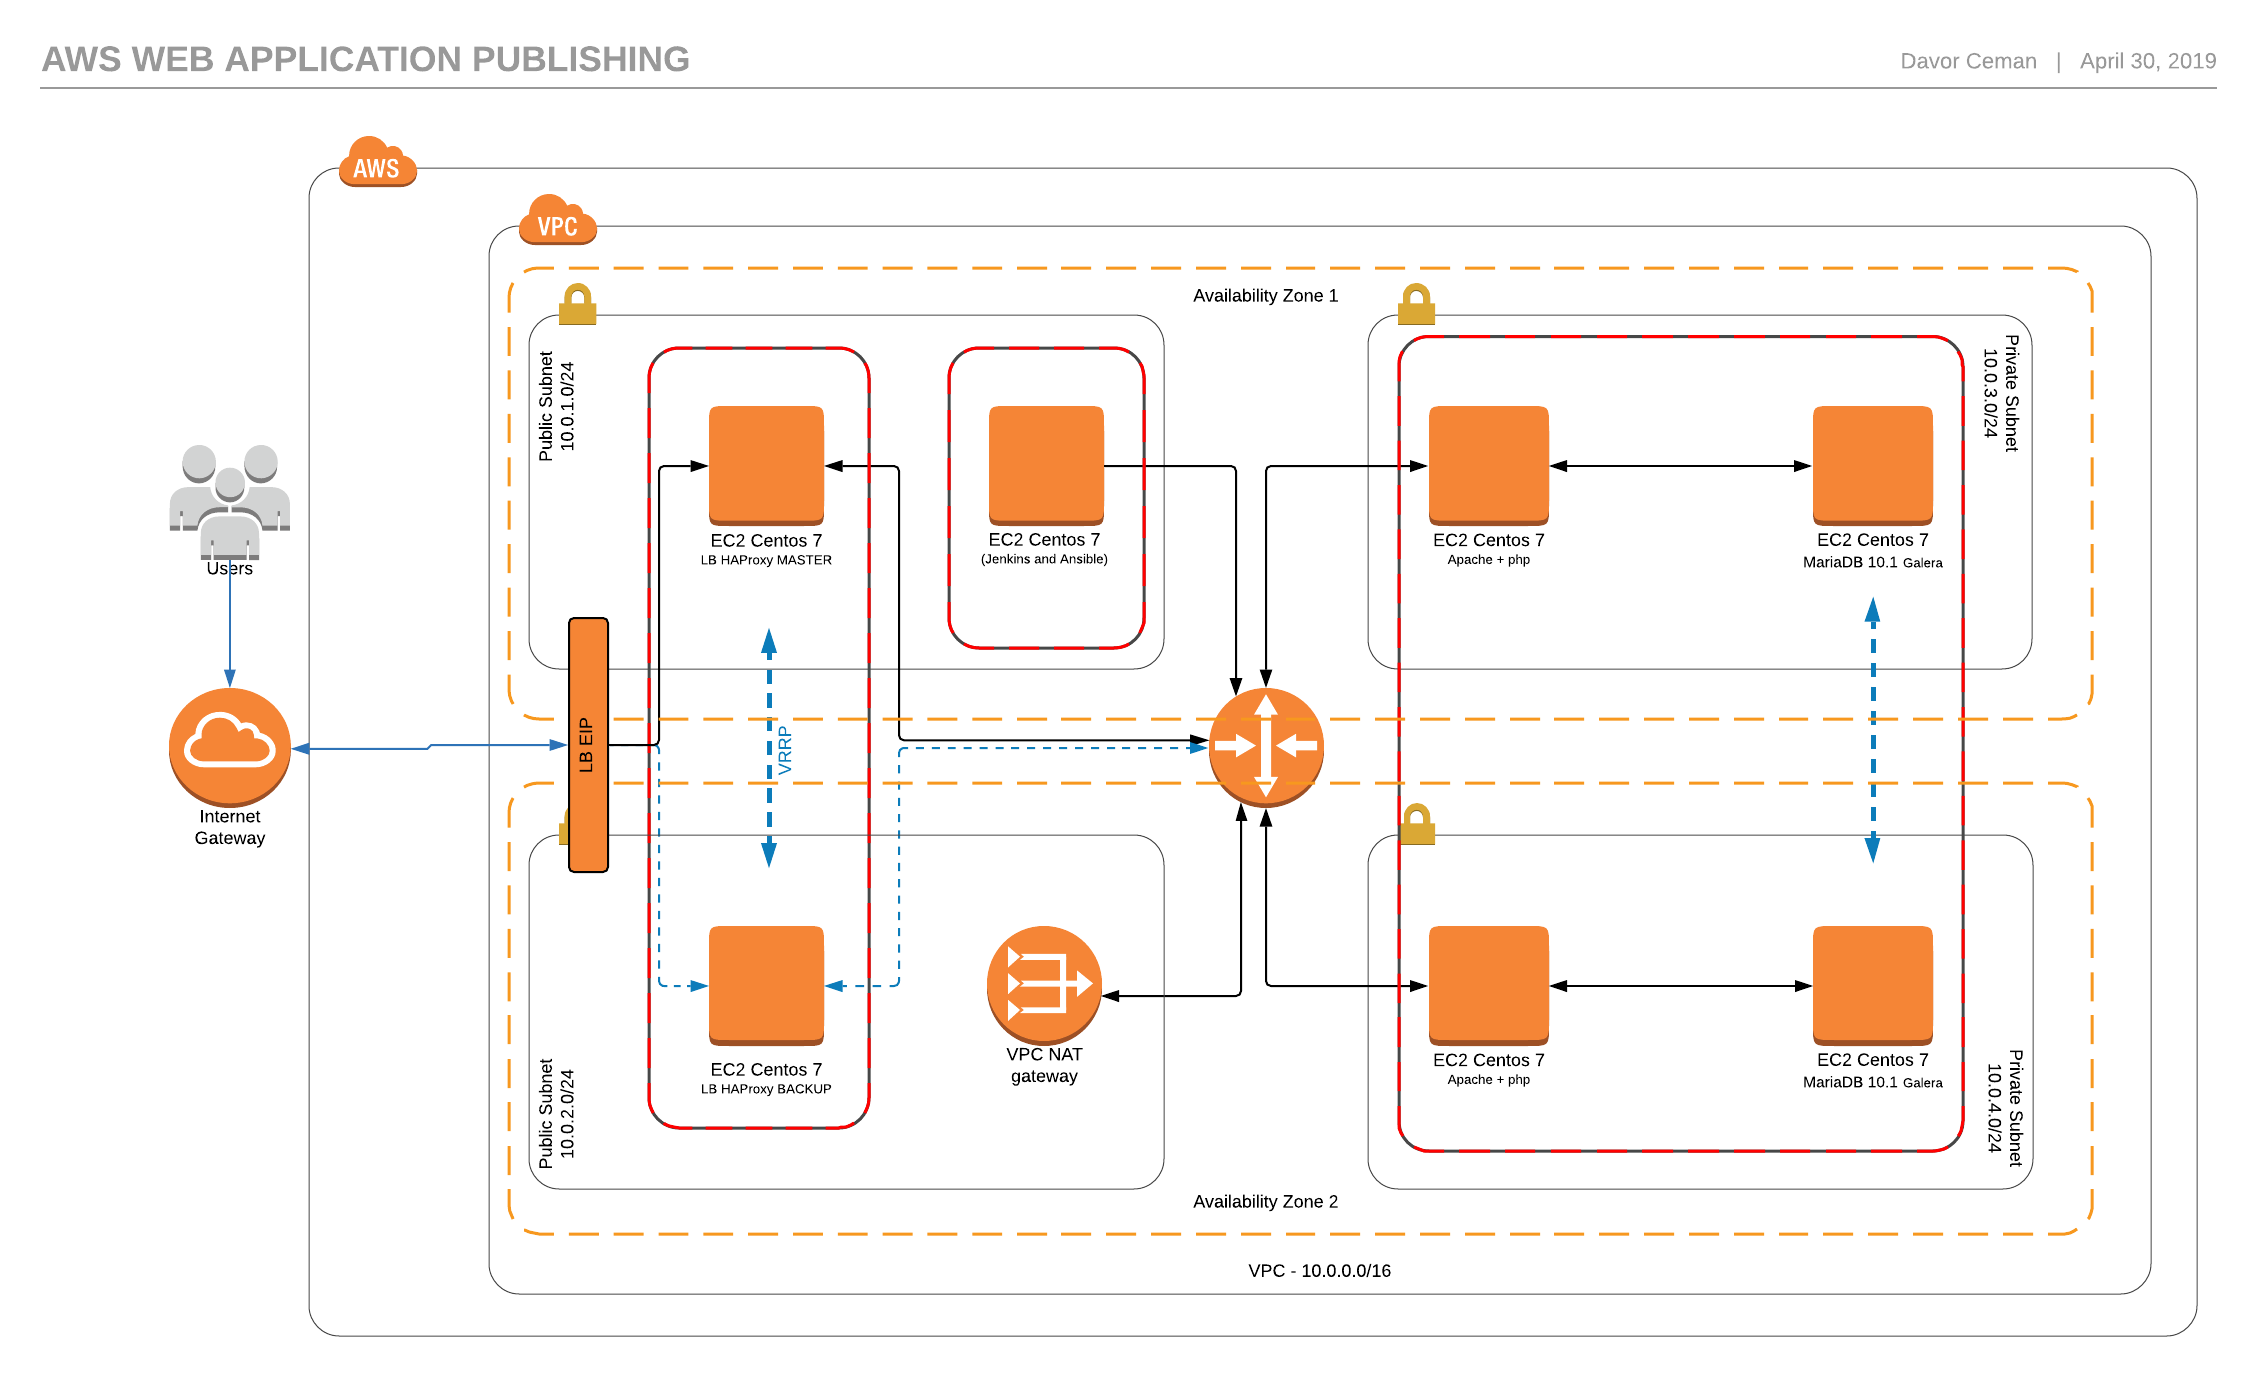 AWS WEB APPLICATION PUBLISHING
Davor Ceman | April 30, 2019
AWS
VPC
Availability Zone 1
Public Subnet
10.0.1.0/24
EC2 Centos 7
LB HAProxy MASTER
EC2 Centos 7
(Jenkins and Ansible)
EC2 Centos 7
Apache + php
EC2 Centos 7
MariaDB 10.1 Galera
Private Subnet
10.0.3.0/24
Users
Internet
Gateway
LB EIP
VRRP
Public Subnet
10.0.2.0/24
EC2 Centos 7
LB HAProxy BACKUP
VPC NAT
gateway
EC2 Centos 7
Apache + php
EC2 Centos 7
MariaDB 10.1 Galera
Private Subnet
10.0.4.0/24
Availability Zone 2
VPC - 10.0.0.0/16